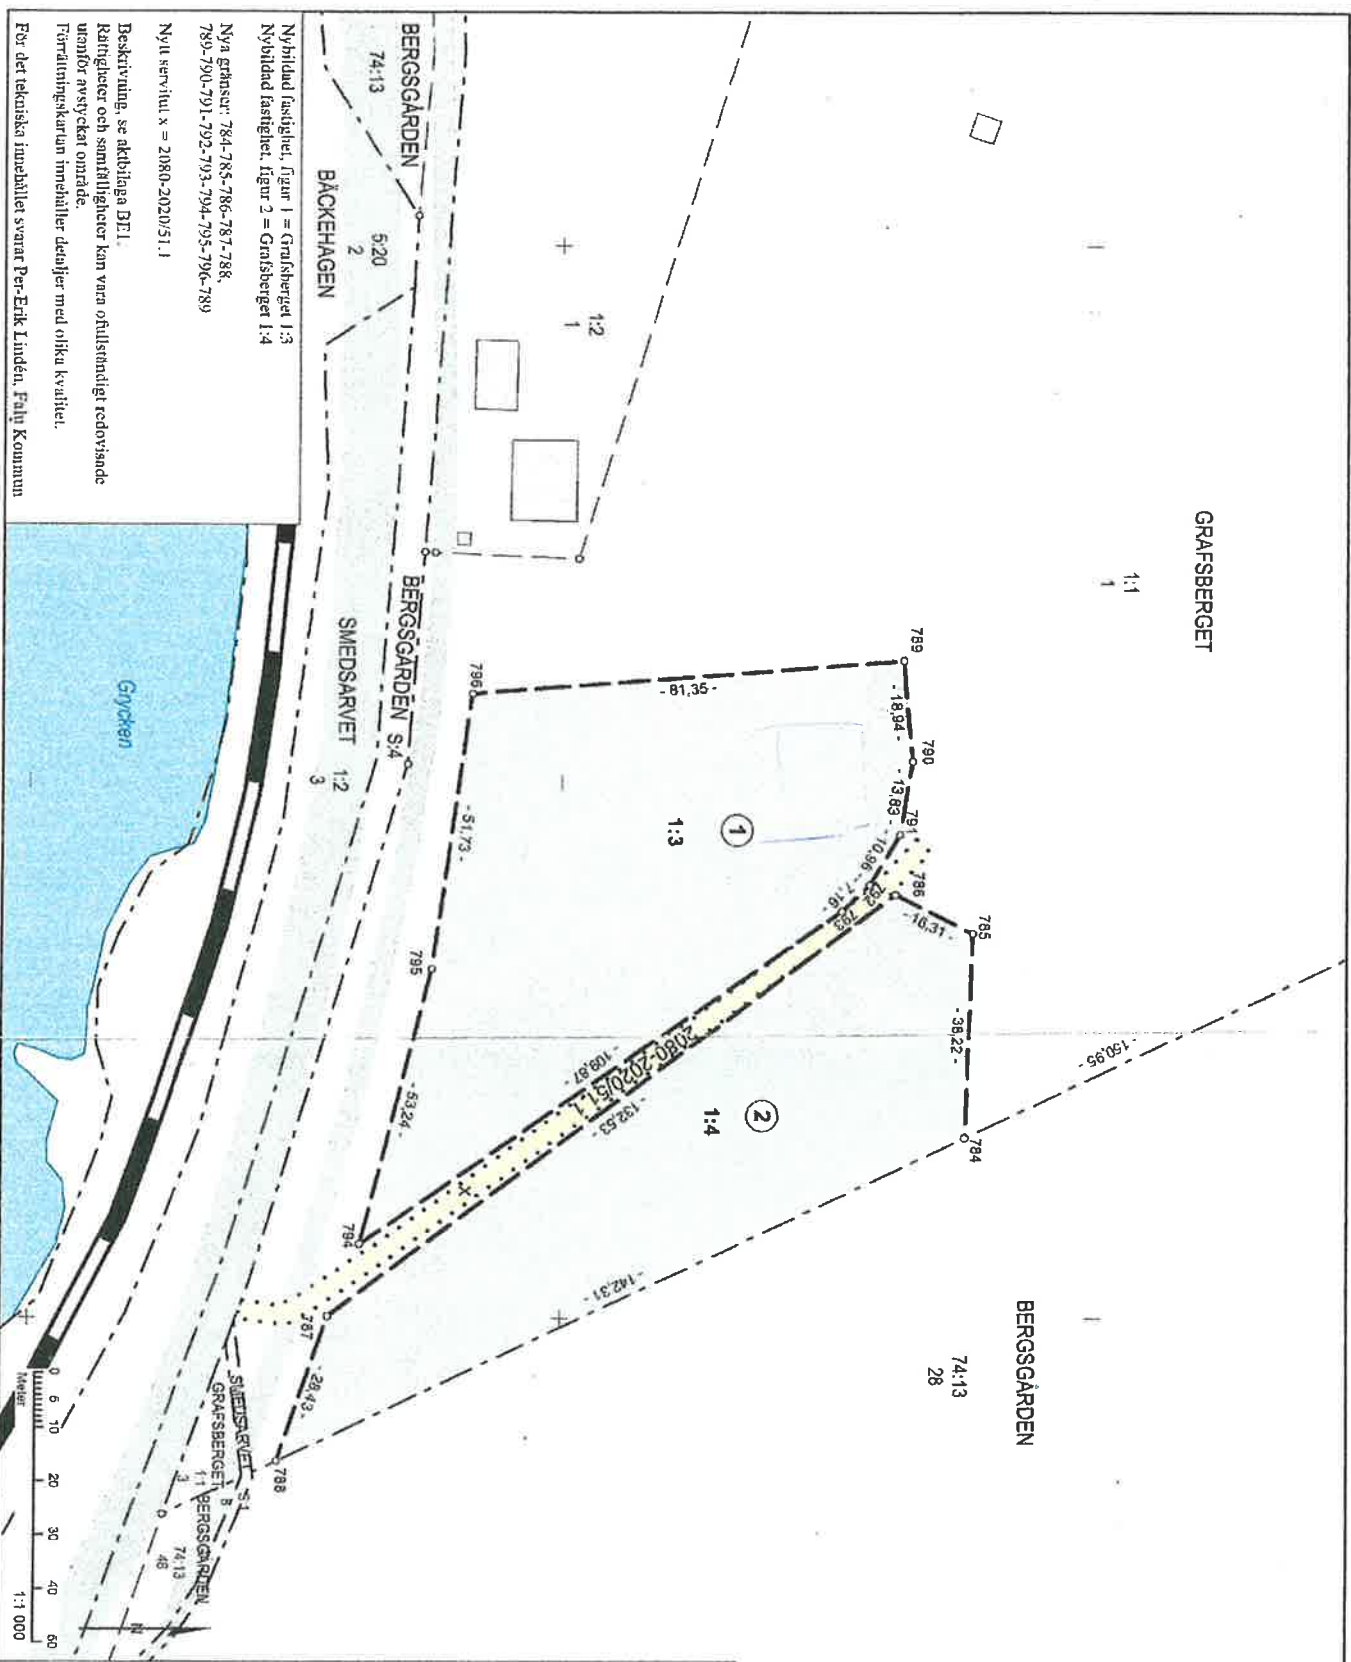 GRAFSBERGET
1:1
1
BERGSGÅRDEN
74:13
28
789
- 18,94 -
790
- 13,83 -
791
- 10,96 -
792
- 7,16 -
793
786
- 16,31 -
785
- 38,22 -
784
- 150,95 -
- 142,31 -
- 81,35 -
1
1:3
2
1:4
2080-2020/51.1
- 109,87 -
- 132,53 -
x
796
- 51,73 -
795
- 53,24 -
794
787
- 28,43 -
788
1:2
1
BERGSGÅRDEN
74:13
5:20
2
BÄCKEHAGEN
BERGSGÅRDEN S:4
SMEDSARVET
1:2
3
Grycken
SMEDSARVET S:1
GRAFSBERGET
1:1
3
8
BERGSGÅRDEN
74:13
46
N
0 5 10 20 30 40 50
Meter
1:1 000
Nybildad fastighet, figur 1 = Grafsberget 1:3
Nybildad fastighet, figur 2 = Grafsberget 1:4
Nya gränser: 784-785-786-787-788,
789-790-791-792-793-794-795-796-789
Nytt servitut x = 2080-2020/51.1
Beskrivning, se aktbilaga BE1.
Rättigheter och samfälligheter kan vara ofullständigt redovisade
utanför avstyckat område.
Förrättningskartan innehåller detaljer med olika kvalitet.
För det tekniska innehållet svarar Per-Erik Lindén, Falu Kommun